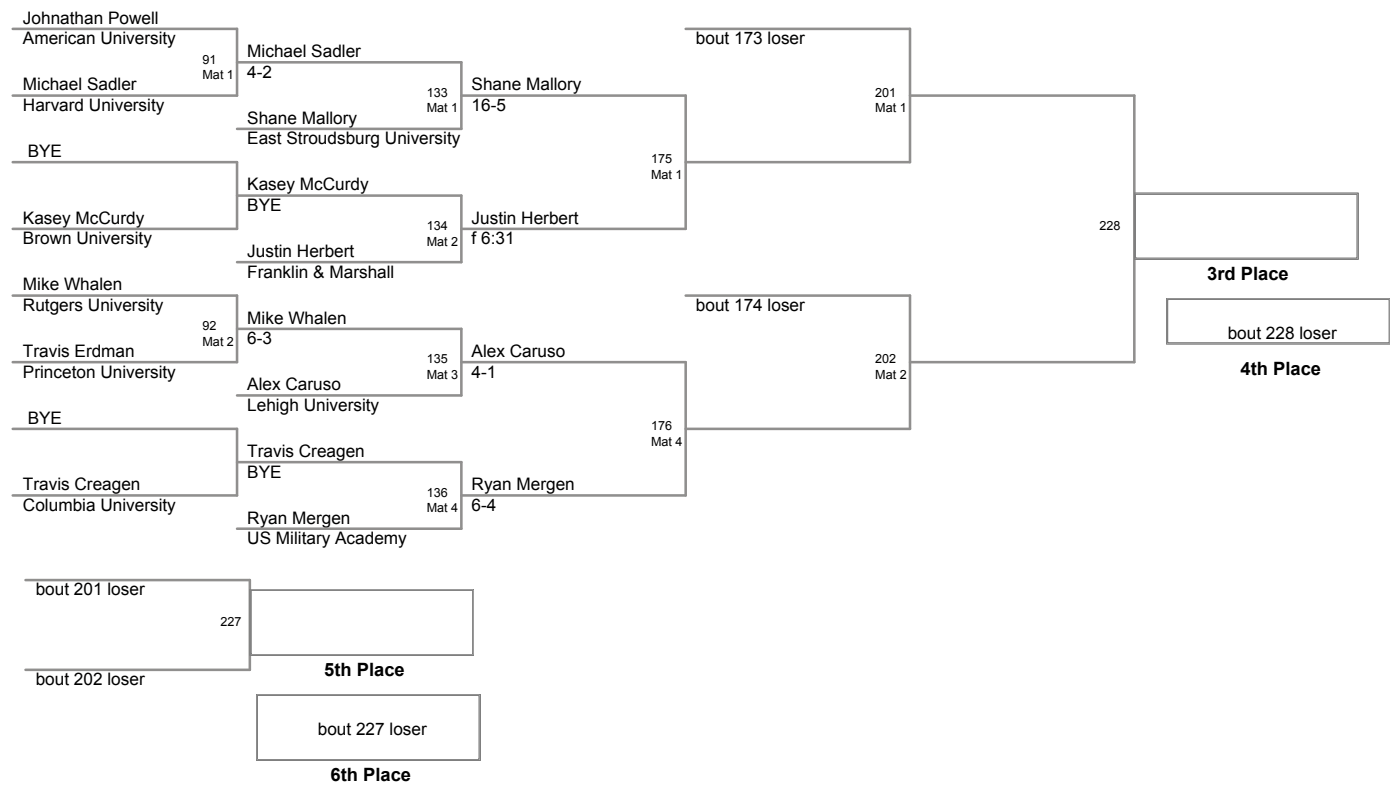 Johnathan Powell
American University
91
Mat 1
Michael Sadler
Harvard University
Michael Sadler
4-2
133
Mat 1
Shane Mallory
East Stroudsburg University
Shane Mallory
16-5
BYE
Kasey McCurdy
Brown University
Kasey McCurdy
BYE
134
Mat 2
Justin Herbert
Franklin & Marshall
Justin Herbert
f 6:31
175
Mat 1
bout 173 loser
201
Mat 1
Mike Whalen
Rutgers University
92
Mat 2
Travis Erdman
Princeton University
Mike Whalen
6-3
135
Mat 3
Alex Caruso
Lehigh University
Alex Caruso
4-1
BYE
Travis Creagen
Columbia University
Travis Creagen
BYE
136
Mat 4
Ryan Mergen
US Military Academy
Ryan Mergen
6-4
176
Mat 4
bout 174 loser
202
Mat 2
228
3rd Place
bout 228 loser
4th Place
bout 201 loser
227
bout 202 loser
5th Place
bout 227 loser
6th Place